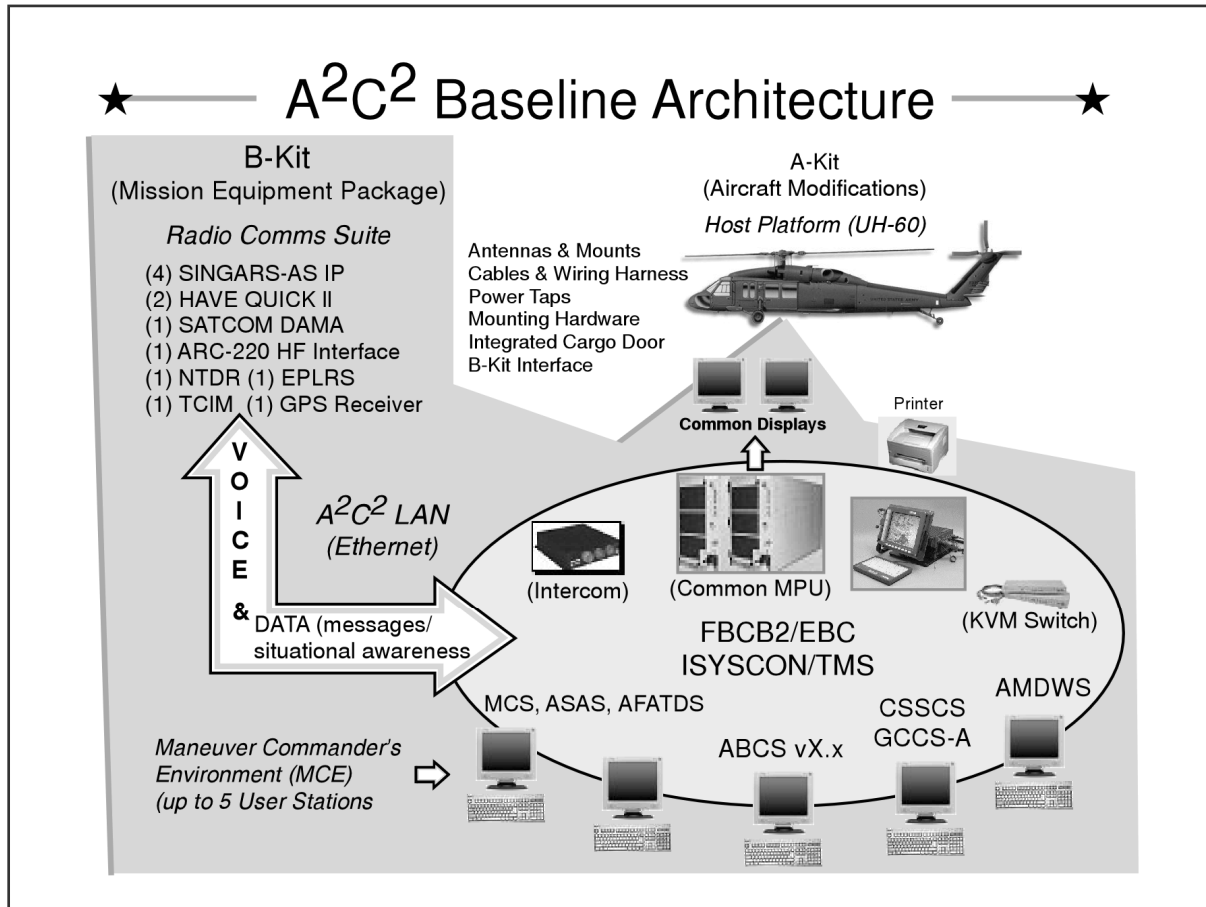 A²C² Baseline Architecture
B-Kit
(Mission Equipment Package)
Radio Comms Suite
(4) SINGARS-AS IP
(2) HAVE QUICK II
(1) SATCOM DAMA
(1) ARC-220 HF Interface
(1) NTDR (1) EPLRS
(1) TCIM (1) GPS Receiver
A-Kit
(Aircraft Modifications)
Host Platform (UH-60)
Antennas & Mounts
Cables & Wiring Harness
Power Taps
Mounting Hardware
Integrated Cargo Door
B-Kit Interface
Common Displays
Printer
VOICE &
DATA (messages/
situational awareness
A²C² LAN
(Ethernet)
(Intercom)
(Common MPU)
(KVM Switch)
FBCB2/EBC
ISYSCON/TMS
MCS, ASAS, AFATDS
ABCS vX.x
CSSCS
GCCS-A
AMDWS
Maneuver Commander's
Environment (MCE)
(up to 5 User Stations